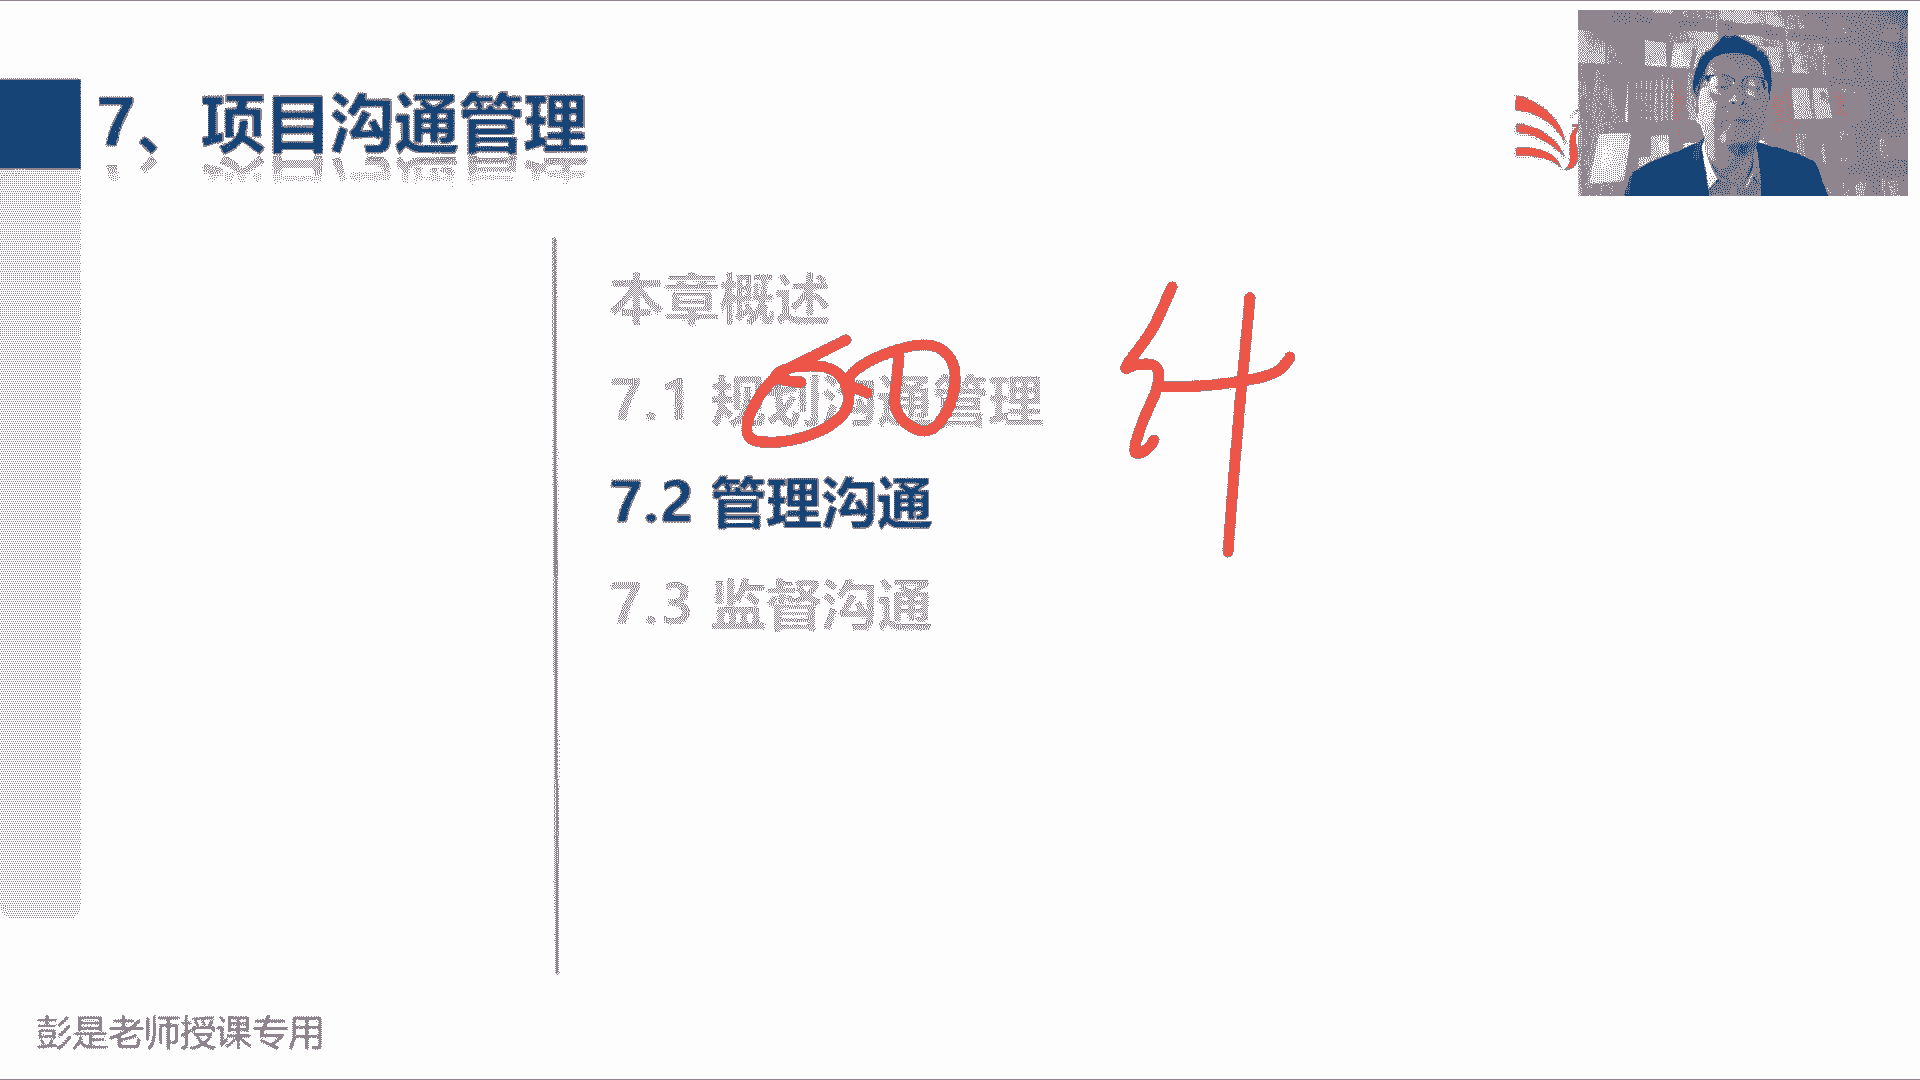 7、项目沟通管理
本章概述
7.1 规划沟通管理
7.2 管理沟通
7.3 监督沟通
彭是老师授课专用